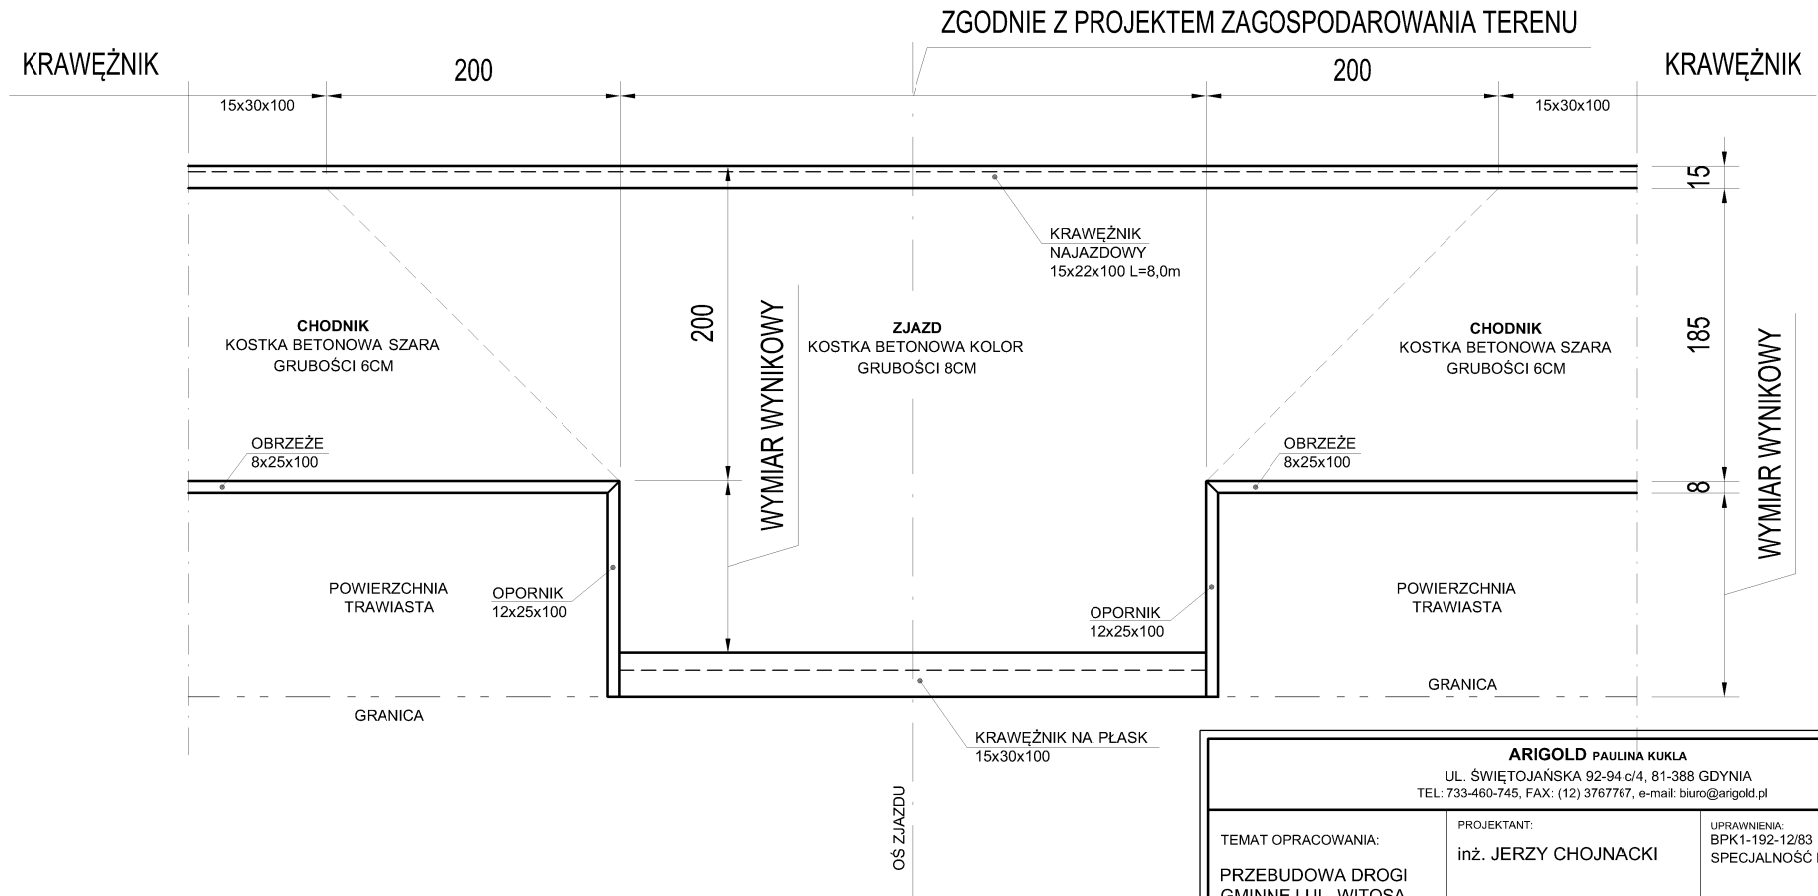 ZGODNIE Z PROJEKTEM ZAGOSPODAROWANIA TERENU
KRAWĘŻNIK
200
200
KRAWĘŻNIK
15x30x100
15x30x100
15
KRAWĘŻNIK
NAJAZDOWY
15x22x100 L=8,0m
200
WYMIAR WYNIKOWY
185
WYMIAR WYNIKOWY
CHODNIK
KOSTKA BETONOWA SZARA
GRUBOŚCI 6CM
ZJAZD
KOSTKA BETONOWA KOLOR
GRUBOŚCI 8CM
CHODNIK
KOSTKA BETONOWA SZARA
GRUBOŚCI 6CM
OBRZEŻE
8x25x100
OBRZEŻE
8x25x100
8
POWIERZCHNIA
TRAWIASTA
OPORNIK
12x25x100
OPORNIK
12x25x100
POWIERZCHNIA
TRAWIASTA
GRANICA
GRANICA
KRAWĘŻNIK NA PŁASK
15x30x100
OŚ ZJAZDU
ARIGOLD PAULINA KUKLA
UL. ŚWIĘTOJAŃSKA 92-94 c/4, 81-388 GDYNIA
TEL: 733-460-745, FAX: (12) 3767767, e-mail: biuro@arigold.pl
TEMAT OPRACOWANIA:
PRZEBUDOWA DROGI
GMINNEJ UL. WITOSA
PROJEKTANT:
inż. JERZY CHOJNACKI
UPRAWNIENIA:
BPK1-192-12/83
SPECJALNOŚĆ